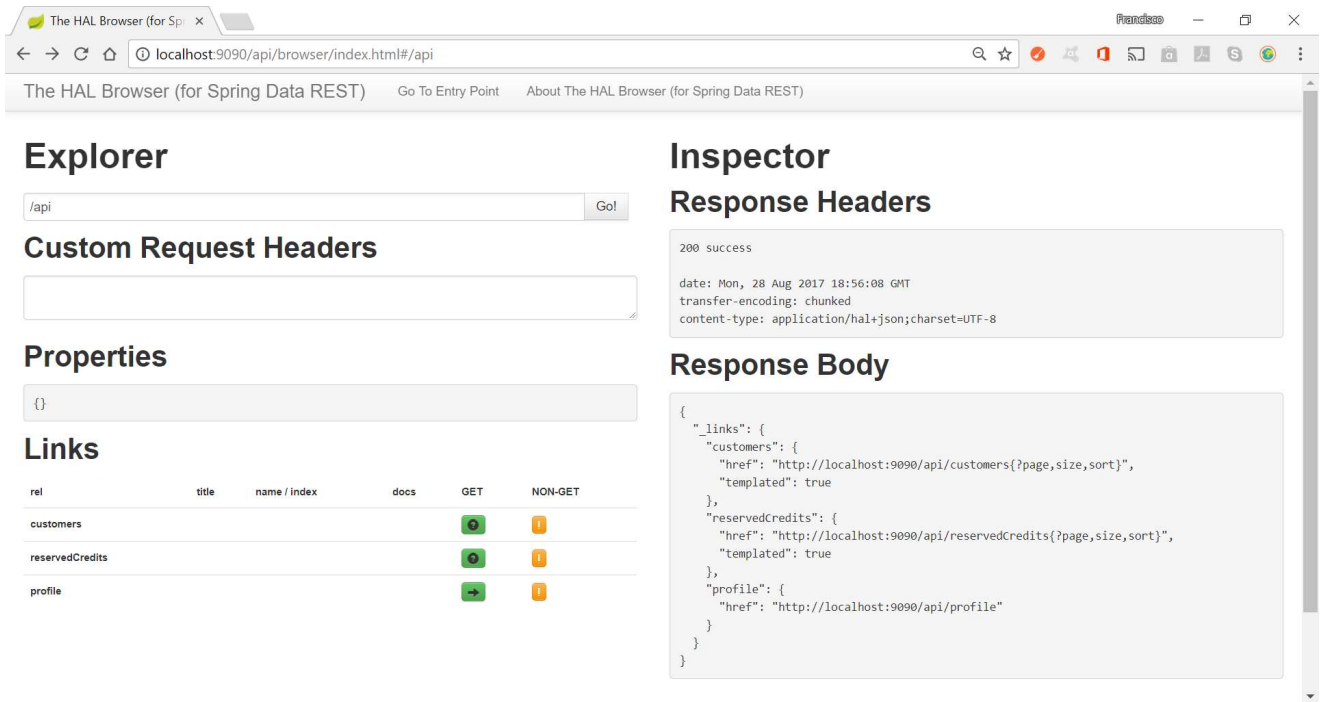 The HAL Browser (for Spr
Francisco
localhost:9090/api/browser/index.html#/api
The HAL Browser (for Spring Data REST) Go To Entry Point About The HAL Browser (for Spring Data REST)
Explorer
/api Go!
Custom Request Headers
Properties
{}
Links
rel title name / index docs GET NON-GET
customers
reservedCredits
profile
Inspector
Response Headers
200 success
date: Mon, 28 Aug 2017 18:56:08 GMT
transfer-encoding: chunked
content-type: application/hal+json;charset=UTF-8
Response Body
{
  "_links": {
    "customers": {
      "href": "http://localhost:9090/api/customers{?page,size,sort}",
      "templated": true
    },
    "reservedCredits": {
      "href": "http://localhost:9090/api/reservedCredits{?page,size,sort}",
      "templated": true
    },
    "profile": {
      "href": "http://localhost:9090/api/profile"
    }
  }
}